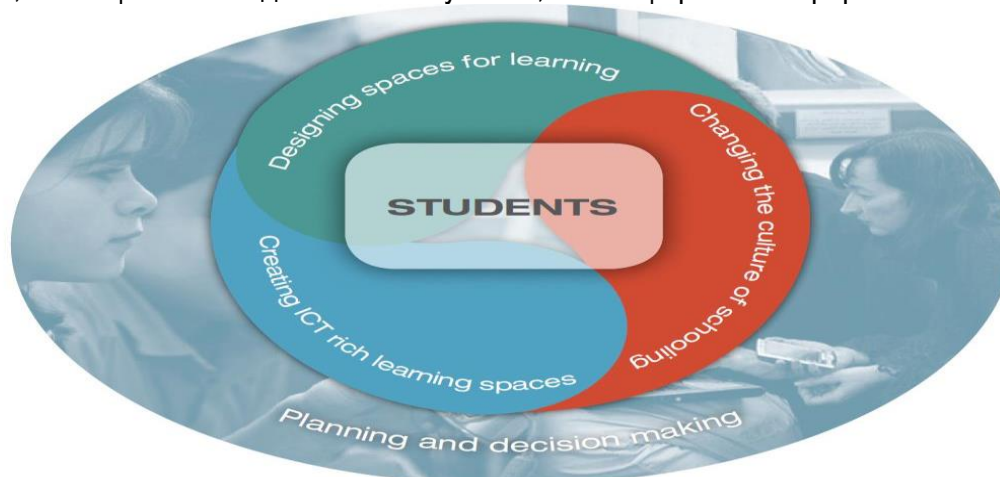 Designing spaces for learning
Changing the culture of schooling
STUDENTS
Creating ICT rich learning spaces
Planning and decision making